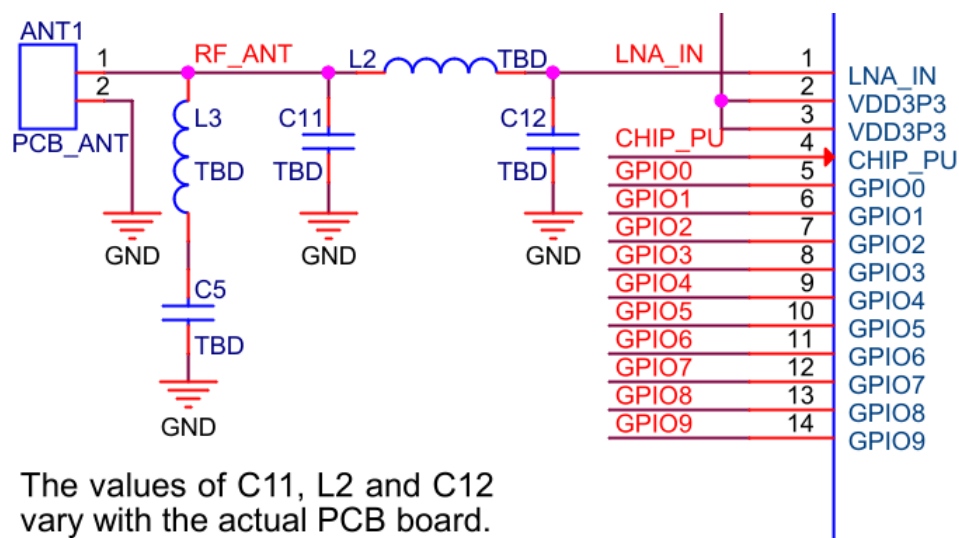 ANT1
1
2
PCB_ANT
RF_ANT
L2
TBD
LNA_IN
L3
TBD
C11
TBD
C12
TBD
GND
GND
GND
C5
TBD
GND
CHIP_PU
GPIO0
GPIO1
GPIO2
GPIO3
GPIO4
GPIO5
GPIO6
GPIO7
GPIO8
GPIO9
1 LNA_IN
2 VDD3P3
3 VDD3P3
4 CHIP_PU
5 GPIO0
6 GPIO1
7 GPIO2
8 GPIO3
9 GPIO4
10 GPIO5
11 GPIO6
12 GPIO7
13 GPIO8
14 GPIO9
The values of C11, L2 and C12
vary with the actual PCB board.